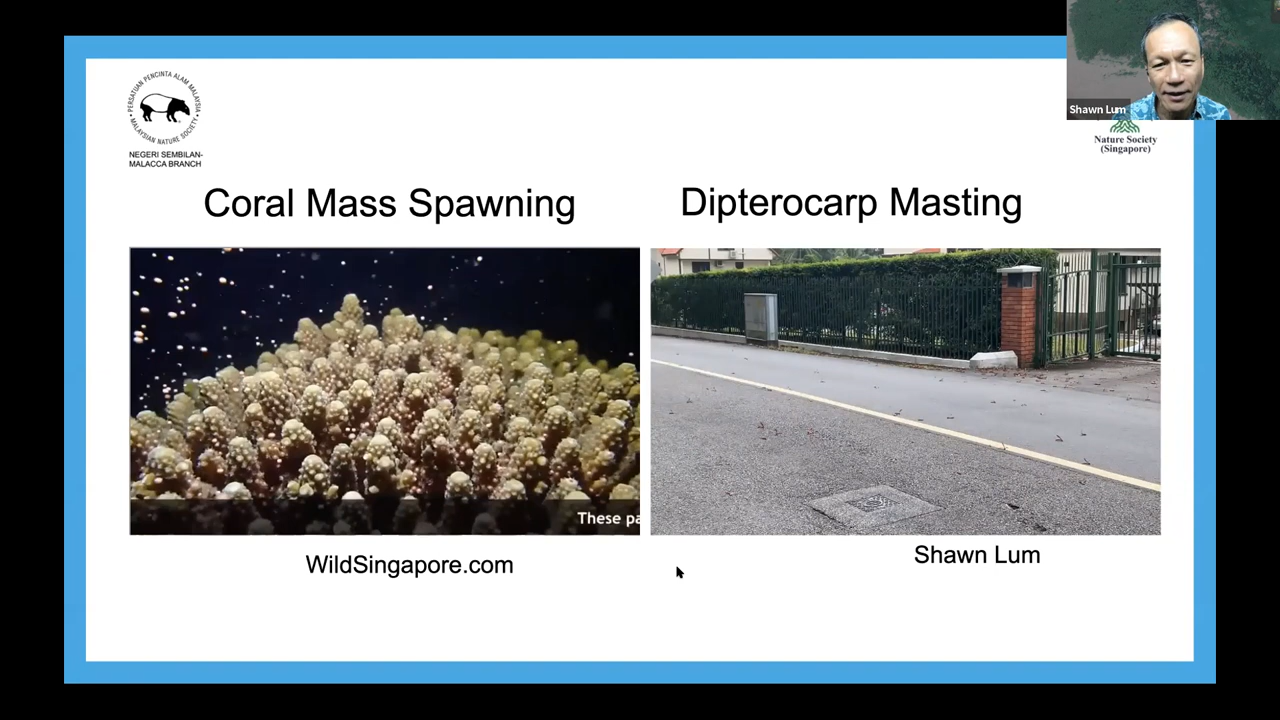 Shawn Lum
PERSATUAN PENCINTA ALAM MALAYSIA
MALAYSIAN NATURE SOCIETY
NEGERI SEMBILAN-
MALACCA BRANCH
Nature Society
(Singapore)
Coral Mass Spawning
Dipterocarp Masting
These pa
WildSingapore.com
Shawn Lum